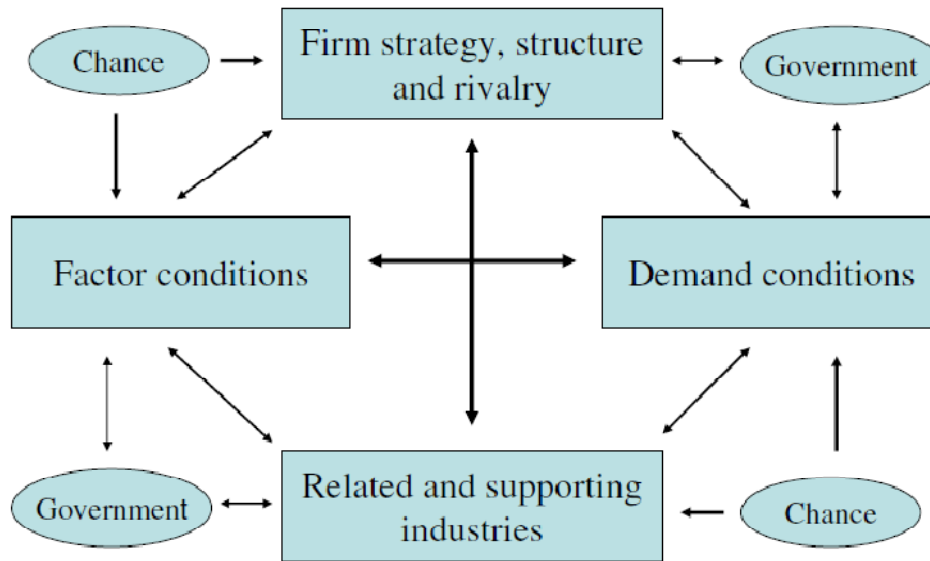 Chance
Firm strategy, structure
and rivalry
Government
Factor conditions
Demand conditions
Government
Related and supporting
industries
Chance